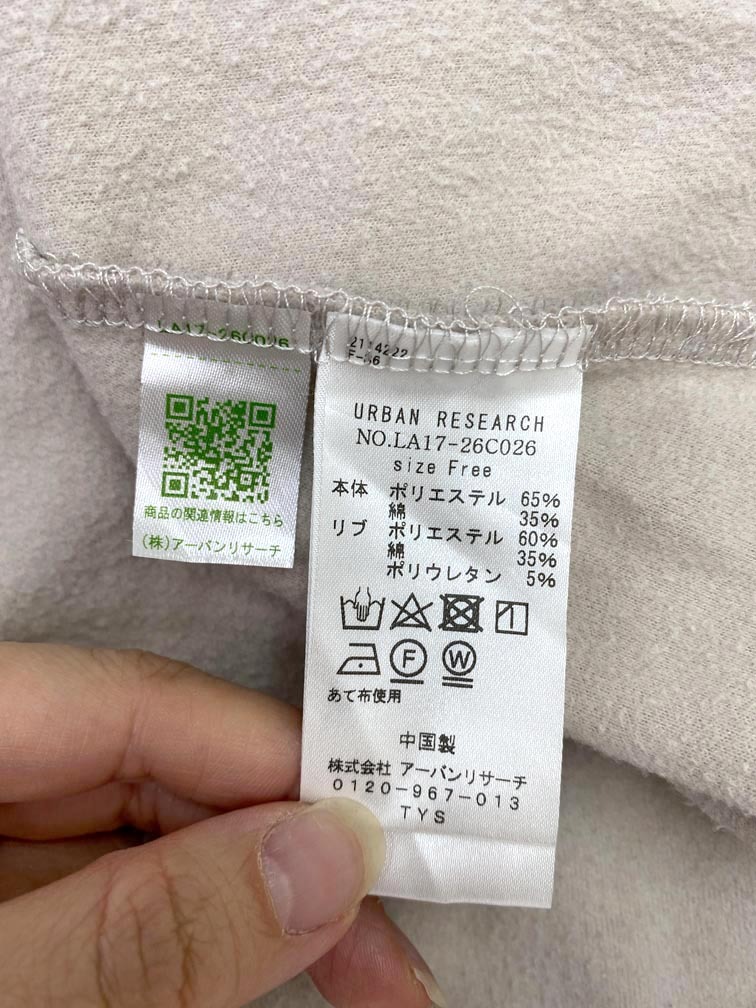 LA17-26C026
商品の関連情報はこちら
(株)アーバンリサーチ
2114222
URBAN RESEARCH
NO.LA17-26C026
size Free
本体 ポリエステル 65%
綿 35%
リブ ポリエステル 60%
綿 35%
ポリウレタン 5%
F
W
あて布使用
中国製
株式会社 アーバンリサーチ
0120-967-013
TYS